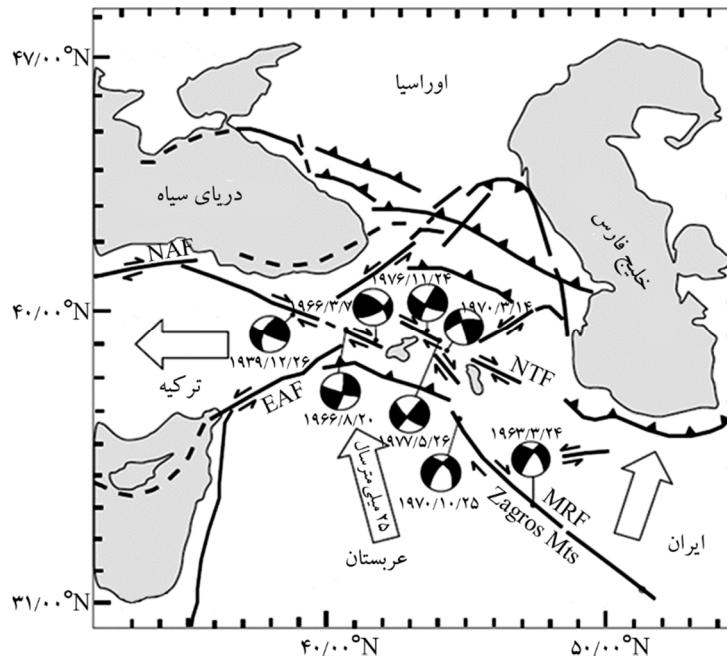 ۴۷/۰۰°N
اوراسیا
دریای سیاه
خلیج فارس
NAF
۴۰/۰۰°N
۱۹۷۶/۱۱/۲۴
۱۹۶۶/۳/۷
۱۹۷۰/۳/۱۴
۱۹۳۹/۱۲/۲۶
ترکیه
EAF
NTF
۱۹۶۶/۸/۲۰
۱۹۷۷/۵/۲۶
۱۹۶۳/۳/۲۴
۲۵ میلی مترسال
۱۹۷۰/۱۰/۲۵
MRF
Zagros Mts
عربستان
ایران
۳۱/۰۰°N
۴۰/۰۰°N
۵۰/۰۰°N